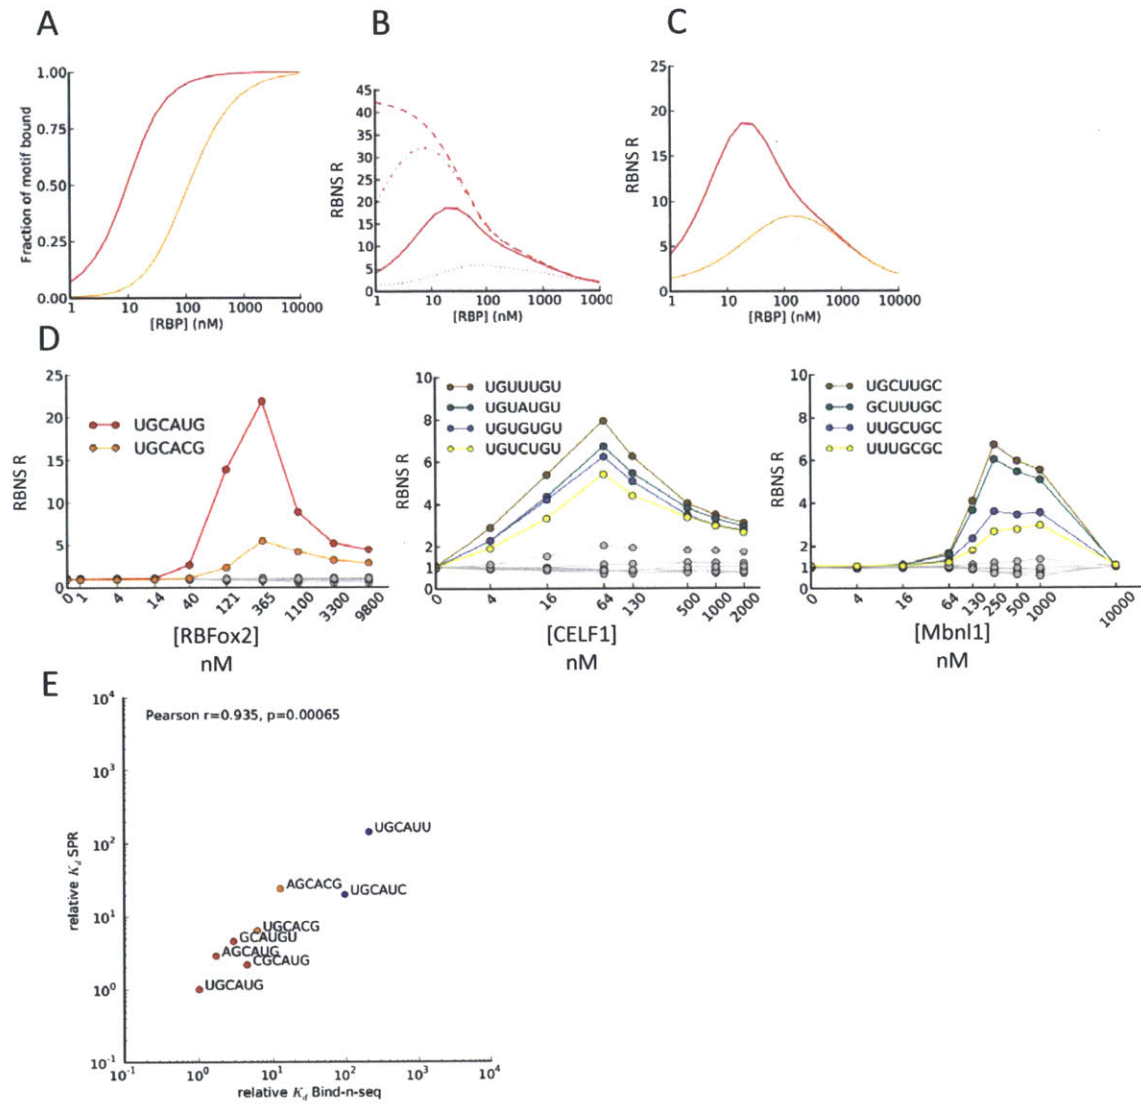 A
B
C
1.00
0.75
0.50
0.25
0.00
Fraction of motif bound
1 10 100 1000 10000
[RBP] (nM)
45
40
35
30
25
20
15
10
5
0
RBNS R
1 10 100 1000 1000
[RBP] (nM)
25
20
15
10
5
0
RBNS R
1 10 100 1000 10000
[RBP] (nM)
D
25
20
15
10
5
0
RBNS R
UGCAUG
UGCACG
0 1 4 14 40 121 365 1100 3300 9800
[RBFox2]
nM
10
8
6
4
2
1
0
RBNS R
UGUUUGU
UGUAUGU
UGUGUGU
UGUCUGU
0 4 16 64 130 500 1000 2000
[CELF1]
nM
10
8
6
4
2
1
0
RBNS R
UGCUUGC
GCUUUGC
UUGCUGC
UUUGCGC
0 4 16 64 130 250 500 1000 10000
[Mbnl1]
nM
E
10⁴
10³
10²
10¹
10⁰
10⁻¹
relative K_d SPR
Pearson r=0.935, p=0.00065
UGCAUU
AGCACG
UGCAUC
UGCACG
GCAUGU
AGCAUG
CGCAUG
UGCAUG
10⁻¹ 10⁰ 10¹ 10² 10³ 10⁴
relative K_d Bind-n-seq